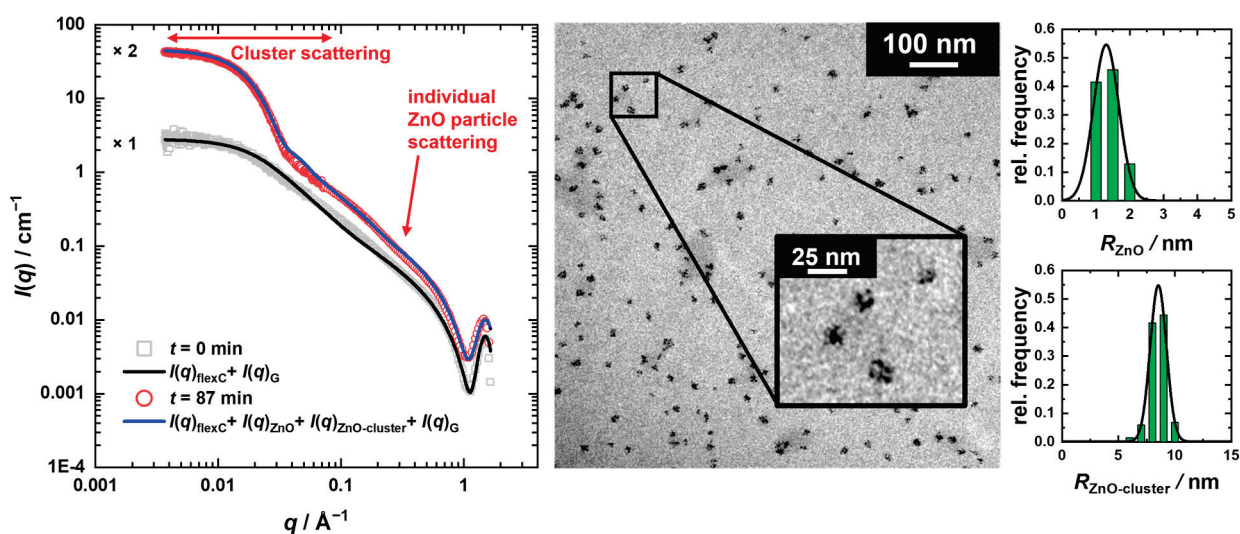 100
10
1
0.1
0.01
0.001
1E-4
0.001
0.01
0.1
1
I(q) / cm⁻¹
q / Å⁻¹
× 2
× 1
Cluster scattering
individual
ZnO particle
scattering
t = 0 min
I(q)flexC + I(q)G
t = 87 min
I(q)flexC + I(q)ZnO + I(q)ZnO-cluster + I(q)G
100 nm
25 nm
0.6
0.5
0.4
0.3
0.2
0.1
0.0
0 1 2 3 4 5
rel. frequency
RZnO / nm
0.6
0.5
0.4
0.3
0.2
0.1
0.0
0 5 10 15
rel. frequency
RZnO-cluster / nm